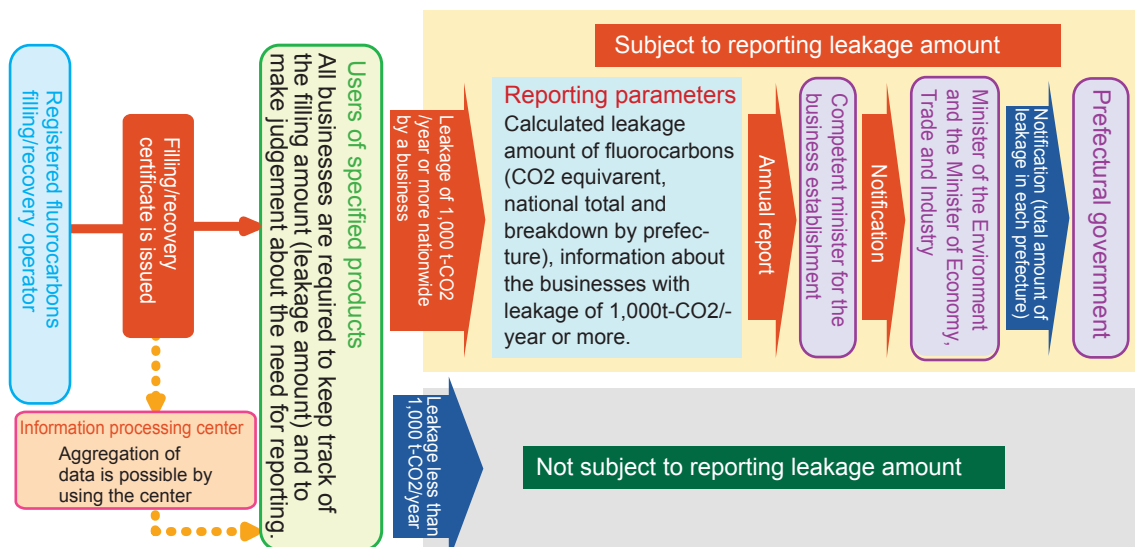 Registered fluorocarbons
filling/recovery operator
Filling/recovery
certificate is issued
Information processing center
Aggregation of
data is possible by
using the center
Users of specified products
All businesses are required to keep track of
the filling amount (leakage amount) and to
make judgement about the need for reporting.
Leakage of 1,000 t-CO2
/year or more nationwide
by a business
Subject to reporting leakage amount
Reporting parameters
Calculated leakage
amount of fluorocarbons
(CO2 equivarent,
national total and
breakdown by prefec-
ture), information about
the businesses with
leakage of 1,000t-CO2/-
year or more.
Annual report
Competent minister for the
business establishment
Notification
Minister of the Environment
and the Minister of Economy,
Trade and Industry
Notification (total amount of
leakage in each prefecture)
Prefectural government
Leakage less than
1,000 t-CO2/year
Not subject to reporting leakage amount